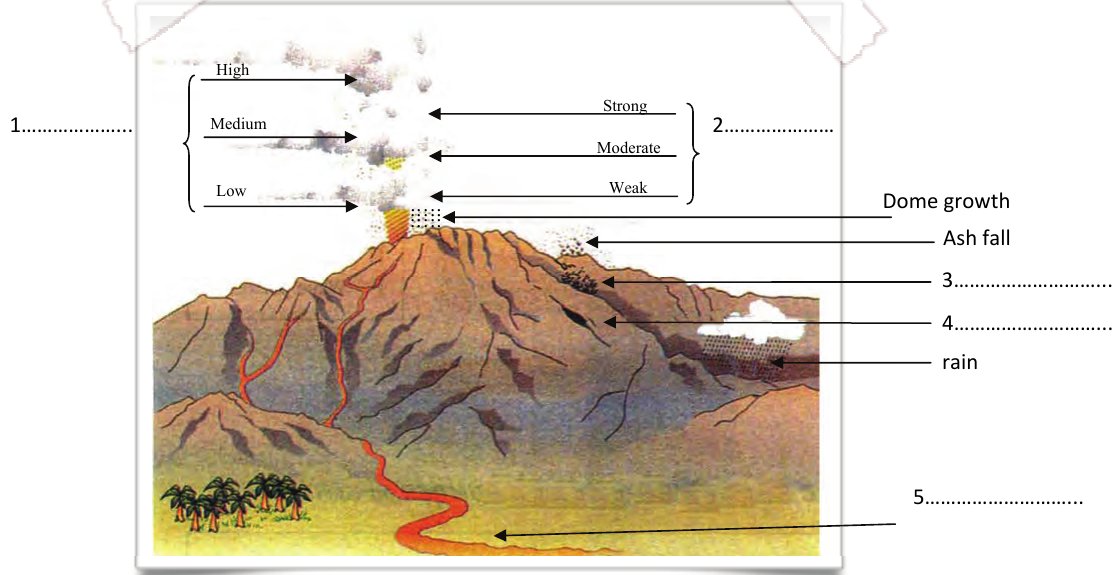 High
Strong
1.......................
Medium
2.......................
Moderate
Low
Weak
Dome growth
Ash fall
3.................................
4.................................
rain
5...............................